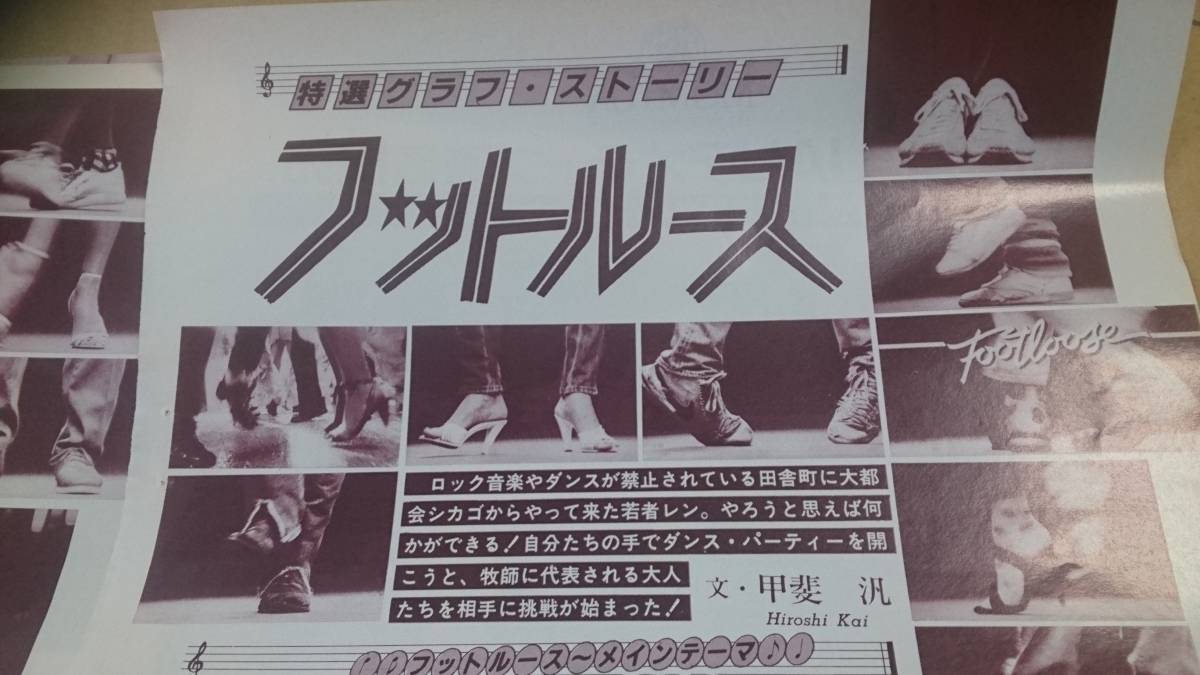 特選グラフ・ストーリー
フットルース
Footloose
ロック音楽やダンスが禁止されている田舎町に大都
会シカゴからやって来た若者レン。やろうと思えば何
かができる！自分たちの手でダンス・パーティーを開
こうと、牧師に代表される大人
たちを相手に挑戦が始まった！
文・甲斐 汎
Hiroshi Kai
フットルース〜メインテーマ♪♩